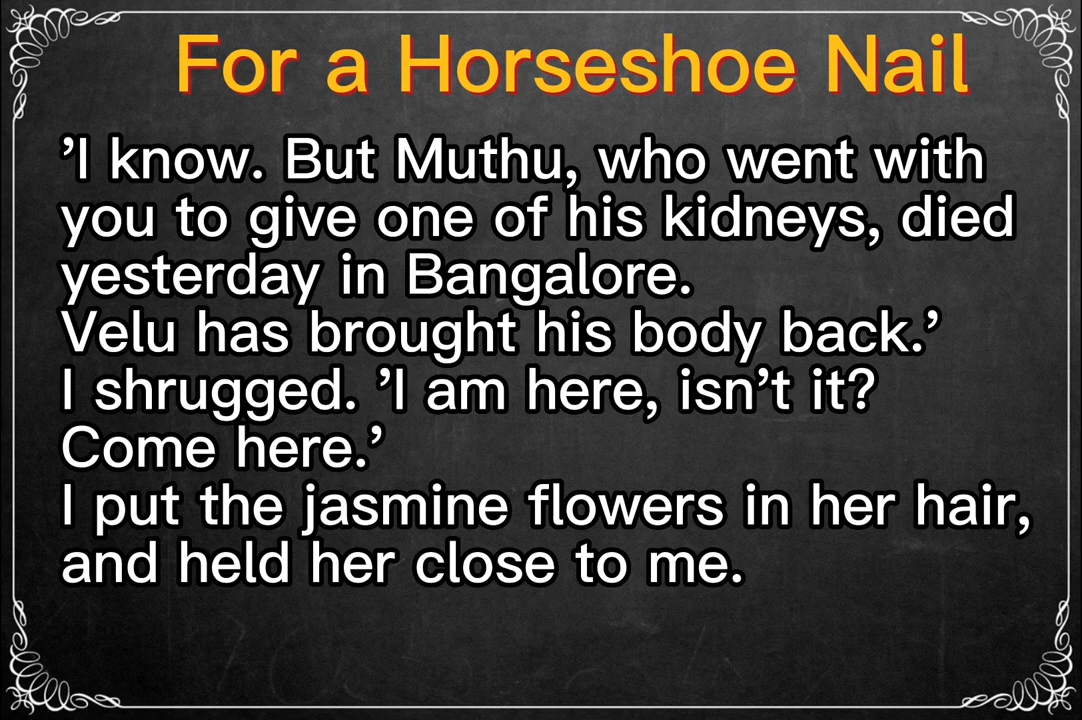 For a Horseshoe Nail
’I know. But Muthu, who went with
you to give one of his kidneys, died
yesterday in Bangalore.
Velu has brought his body back.’
I shrugged. ’I am here, isn’t it?
Come here.’
I put the jasmine flowers in her hair,
and held her close to me.